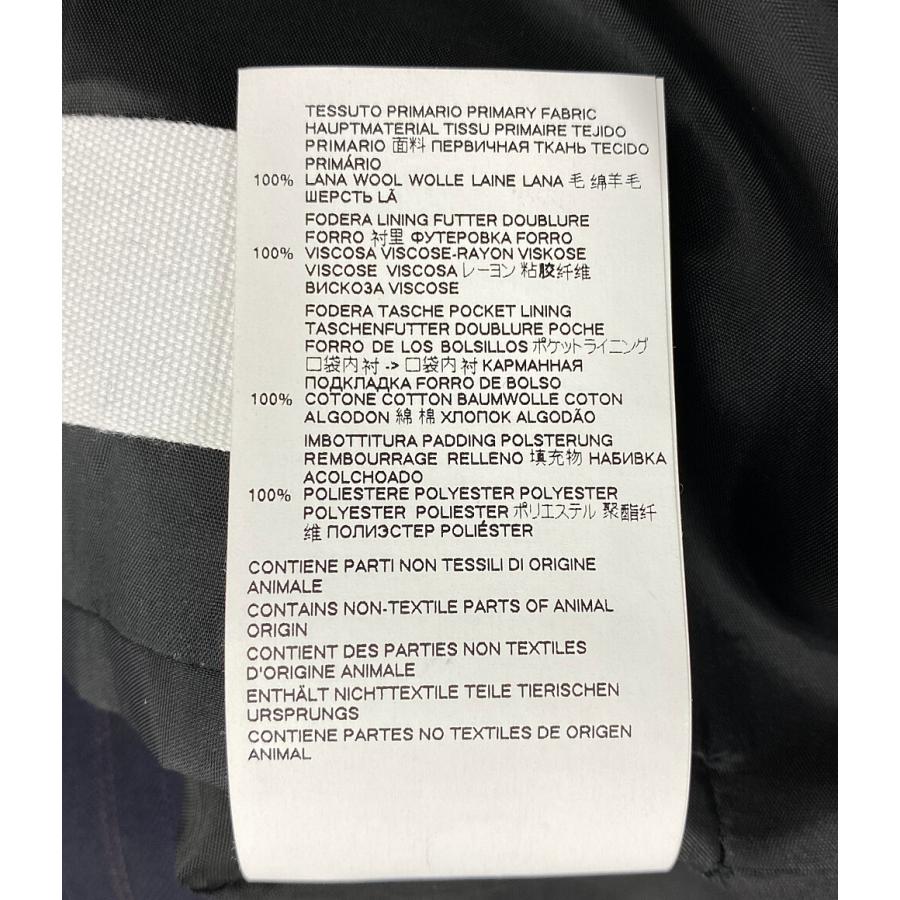 TESSUTO PRIMARIO PRIMARY FABRIC
HAUPTMATERIAL TISSU PRIMAIRE TEJIDO
PRIMARIO 面料 ПЕРВИЧНАЯ ТКАНЬ TECIDO
PRIMÁRIO
100% LANA WOOL WOLLE LAINE LANA 毛 绵羊毛
ШЕРСТЬ LÃ
FODERA LINING FUTTER DOUBLURE
FORRO 衬里 ФУТЕРОВКА FORRO
100% VISCOSA VISCOSE-RAYON VISKOSE
VISCOSE VISCOSA レーヨン 粘胶纤维
ВИСКОЗА VISCOSE
FODERA TASCHE POCKET LINING
TASCHENFUTTER DOUBLURE POCHE
FORRO DE LOS BOLSILLOS ポケットライニング
口袋内衬 -> 口袋内衬 КАРМАННАЯ
ПОДКЛАДКА FORRO DE BOLSO
100% COTONE COTTON BAUMWOLLE COTON
ALGODON 綿 棉 ХЛОПОК ALGODÃO
IMBOTTITURA PADDING POLSTERUNG
REMBOURRAGE RELLENO 填充物 НАБИВКА
ACOLCHOADO
100% POLIESTERE POLYESTER POLYESTER
POLYESTER POLIESTER ポリエステル 聚酯纤
维 ПОЛИЭСТЕР POLIÉSTER
CONTIENE PARTI NON TESSILI DI ORIGINE
ANIMALE
CONTAINS NON-TEXTILE PARTS OF ANIMAL
ORIGIN
CONTIENT DES PARTIES NON TEXTILES
D'ORIGINE ANIMALE
ENTHÄLT NICHTTEXTILE TEILE TIERISCHEN
URSPRUNGS
CONTIENE PARTES NO TEXTILES DE ORIGEN
ANIMAL